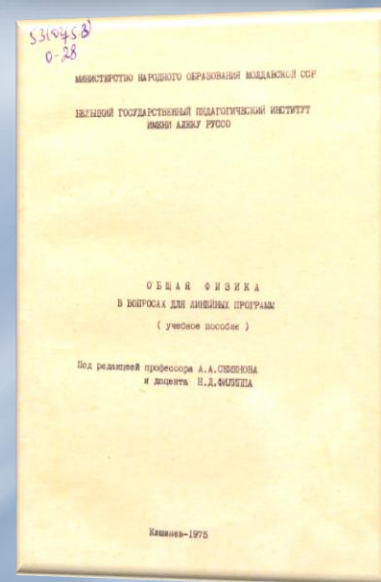 53(075.8)
О-28
МИНИСТЕРСТВО НАРОДНОГО ОБРАЗОВАНИЯ МОЛДАВСКОЙ ССР
БЕЛЬЦКИЙ ГОСУДАРСТВЕННЫЙ ПЕДАГОГИЧЕСКИЙ ИНСТИТУТ
ИМЕНИ АЛЕКУ РУССО
ОБЩАЯ ФИЗИКА
В ВОПРОСАХ ДЛЯ ЛИНЕЙНЫХ ПРОГРАММ
( учебное пособие )
Под редакцией профессора А.А.СЕМЕНОВА
и доцента Н.Д.ФИЛИППА
Кишинев-1975